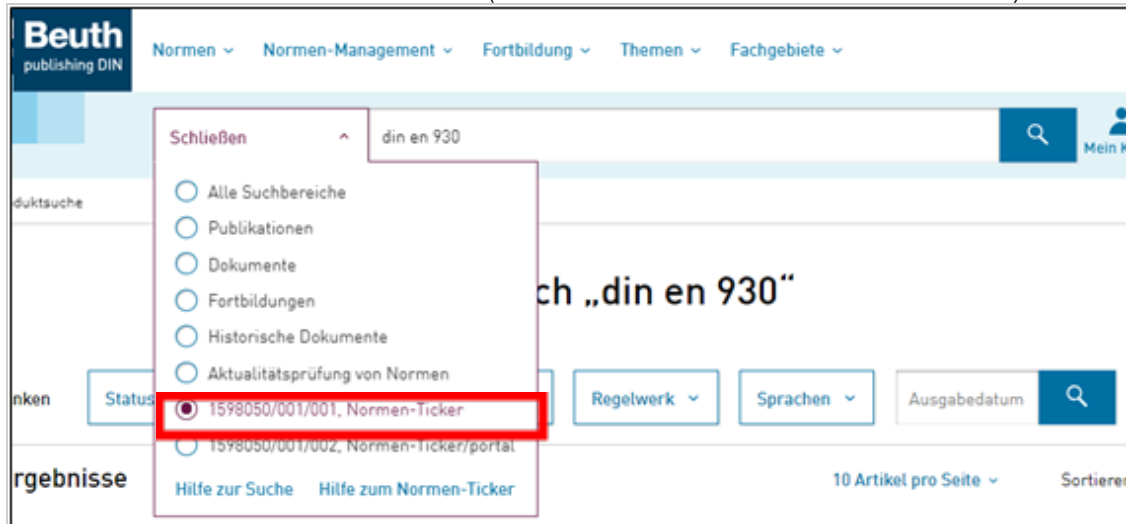 Beuth
publishing DIN
Normen Normen-Management Fortbildung Themen Fachgebiete
Schließen din en 930
Mein K
duktsuche
Alle Suchbereiche
Publikationen
Dokumente
ch „din en 930“
Fortbildungen
Historische Dokumente
Aktualitätsprüfung von Normen
nken Status Regelwerk Sprachen Ausgabedatum
1598050/001/001, Normen-Ticker
1598050/001/002, Normen-Ticker/portal
rgebnisse Hilfe zur Suche Hilfe zum Normen-Ticker 10 Artikel pro Seite Sortieren